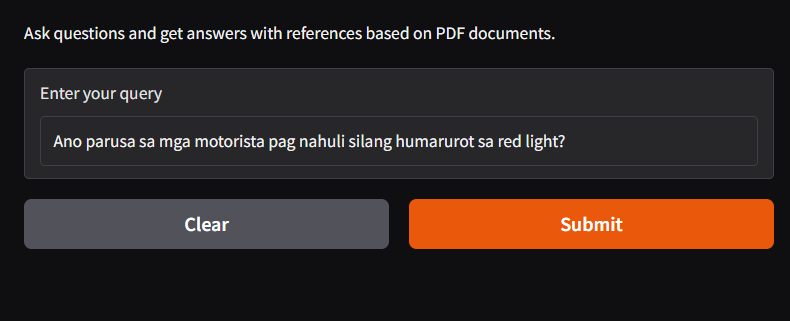 Ask questions and get answers with references based on PDF documents.
Enter your query
Ano parusa sa mga motorista pag nahuli silang humarurot sa red light?
Clear
Submit